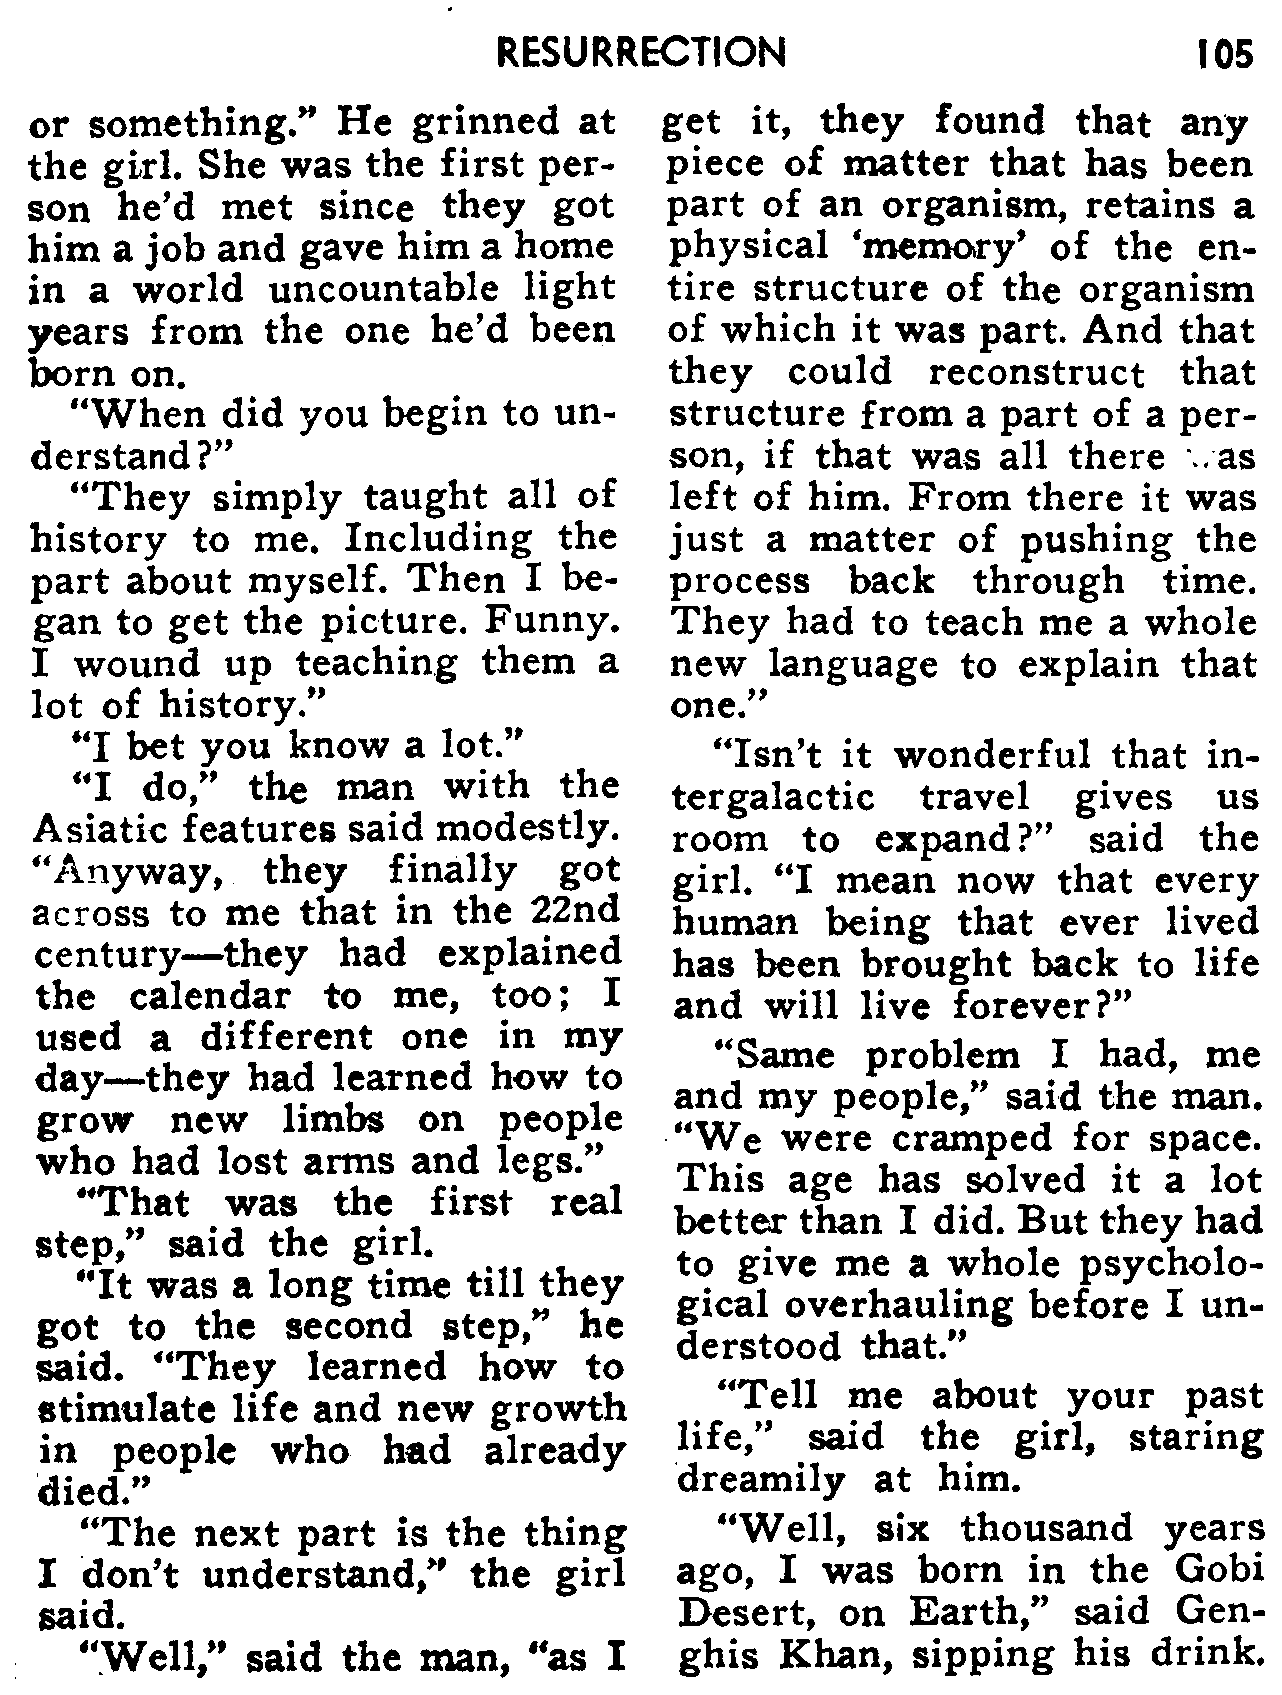 RESURRECTION 105
or something." He grinned at
the girl. She was the first per-
son he'd met since they got
him a job and gave him a home
in a world uncountable light
years from the one he'd been
born on.
"When did you begin to un-
derstand?"
"They simply taught all of
history to me. Including the
part about myself. Then I be-
gan to get the picture. Funny.
I wound up teaching them a
lot of history."
"I bet you know a lot."
"I do," the man with the
Asiatic features said modestly.
"Anyway, they finally got
across to me that in the 22nd
century—they had explained
the calendar to me, too; I
used a different one in my
day—they had learned how to
grow new limbs on people
who had lost arms and legs."
"That was the first real
step," said the girl.
"It was a long time till they
got to the second step," he
said. "They learned how to
stimulate life and new growth
in people who had already
died."
"The next part is the thing
I don't understand," the girl
said.
"Well," said the man, "as I
get it, they found that any
piece of matter that has been
part of an organism, retains a
physical 'memory' of the en-
tire structure of the organism
of which it was part. And that
they could reconstruct that
structure from a part of a per-
son, if that was all there was
left of him. From there it was
just a matter of pushing the
process back through time.
They had to teach me a whole
new language to explain that
one."
"Isn't it wonderful that in-
tergalactic travel gives us
room to expand?" said the
girl. "I mean now that every
human being that ever lived
has been brought back to life
and will live forever?"
"Same problem I had, me
and my people," said the man.
"We were cramped for space.
This age has solved it a lot
better than I did. But they had
to give me a whole psycholo-
gical overhauling before I un-
derstood that."
"Tell me about your past
life," said the girl, staring
dreamily at him.
"Well, six thousand years
ago, I was born in the Gobi
Desert, on Earth," said Gen-
ghis Khan, sipping his drink.